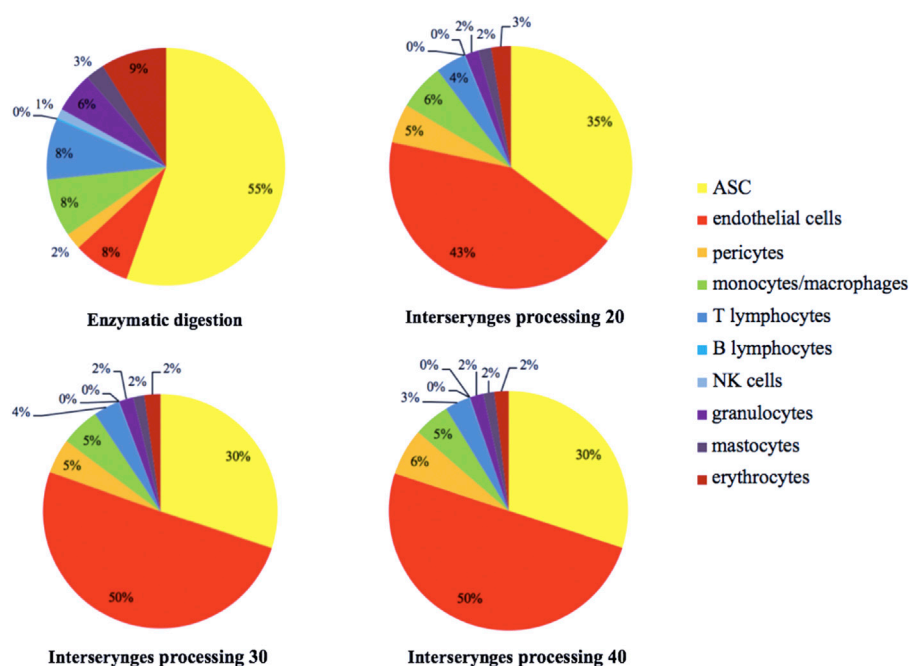 3%
9%
1%
6%
0%
8%
55%
8%
2%
8%
Enzymatic digestion
2%
3%
0%
2%
0%
4%
6%
35%
5%
43%
Interserynges processing 20
ASC
endothelial cells
pericytes
monocytes/macrophages
T lymphocytes
B lymphocytes
NK cells
granulocytes
mastocytes
erythrocytes
2%
2%
0%
2%
0%
4%
5%
30%
5%
50%
Interserynges processing 30
0%
2%
2%
0%
2%
3%
5%
30%
6%
50%
Interserynges processing 40